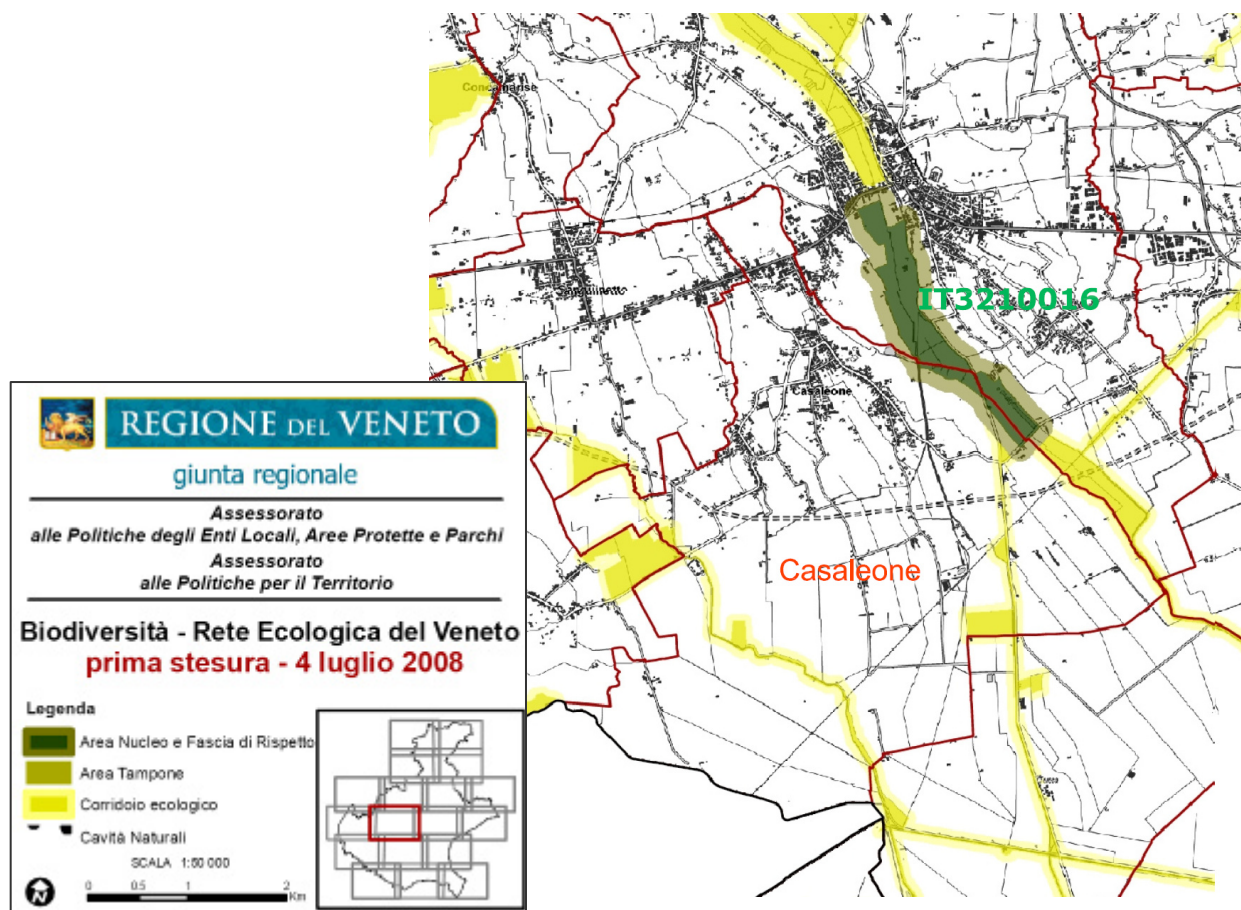 Concamarise
Cerea
Sanguinetto
IT3210016
Casaleone
Casaleone
REGIONE DEL VENETO
giunta regionale
Assessorato
alle Politiche degli Enti Locali, Aree Protette e Parchi
Assessorato
alle Politiche per il Territorio
Biodiversità - Rete Ecologica del Veneto
prima stesura - 4 luglio 2008
Legenda
Area Nucleo e Fascia di Rispetto
Area Tampone
Corridoio ecologico
Cavità Naturali
SCALA 1:50 000
0 0.5 1 2
Km
N